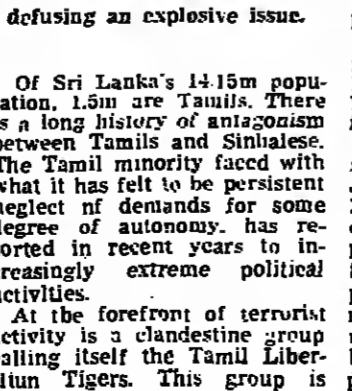 defusing an explosive issue.
Of Sri Lanka's 14.15m popu-
ation, 1.5m are Tamils. There
s a long history of antagonism
between Tamils and Sinhalese.
The Tamil minority faced with
what it has felt to be persistent
neglect of demands for some
degree of autonomy. has re-
orted in recent years to in-
creasingly extreme political
activities.
At the forefront of terrorist
activity is a clandestine group
alling itself the Tamil Liber-
tion Tigers. This group is